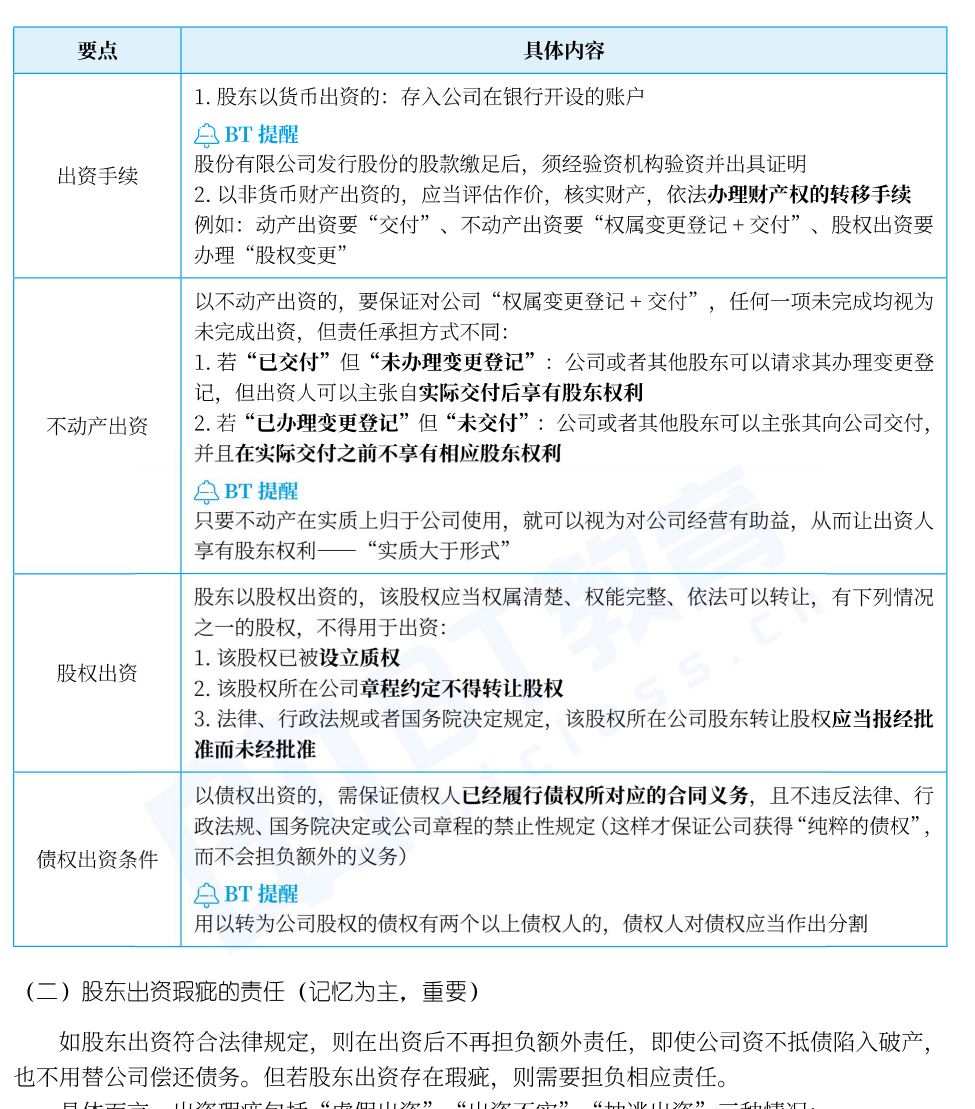 要点
具体内容
出资手续
1. 股东以货币出资的：存入公司在银行开设的账户
BT 提醒
股份有限公司发行股份的股款缴足后，须经验资机构验资并出具证明
2. 以非货币财产出资的，应当评估作价，核实财产，依法办理财产权的转移手续
例如：动产出资要“交付”、不动产出资要“权属变更登记 + 交付”、股权出资要
办理“股权变更”
不动产出资
以不动产出资的，要保证对公司“权属变更登记 + 交付”，任何一项未完成均视为
未完成出资，但责任承担方式不同：
1. 若“已交付”但“未办理变更登记”：公司或者其他股东可以请求其办理变更登
记，但出资人可以主张自实际交付后享有股东权利
2. 若“已办理变更登记”但“未交付”：公司或者其他股东可以主张其向公司交付，
并且在实际交付之前不享有相应股东权利
BT 提醒
只要不动产在实质上归于公司使用，就可以视为对公司经营有助益，从而让出资人
享有股东权利——“实质大于形式”
股权出资
股东以股权出资的，该股权应当权属清楚、权能完整、依法可以转让，有下列情况
之一的股权，不得用于出资：
1. 该股权已被设立质权
2. 该股权所在公司章程约定不得转让股权
3. 法律、行政法规或者国务院决定规定，该股权所在公司股东转让股权应当报经批
准而未经批准
债权出资条件
以债权出资的，需保证债权人已经履行债权所对应的合同义务，且不违反法律、行
政法规、国务院决定或公司章程的禁止性规定（这样才保证公司获得“纯粹的债权”，
而不会担负额外的义务）
BT 提醒
用以转为公司股权的债权有两个以上债权人的，债权人对债权应当作出分割
（二）股东出资瑕疵的责任（记忆为主，重要）
如股东出资符合法律规定，则在出资后不再担负额外责任，即使公司资不抵债陷入破产，
也不用替公司偿还债务。但若股东出资存在瑕疵，则需要担负相应责任。
具体而言，出资瑕疵包括“虚假出资”“出资不实”“抽逃出资”三种情况：
BT教育